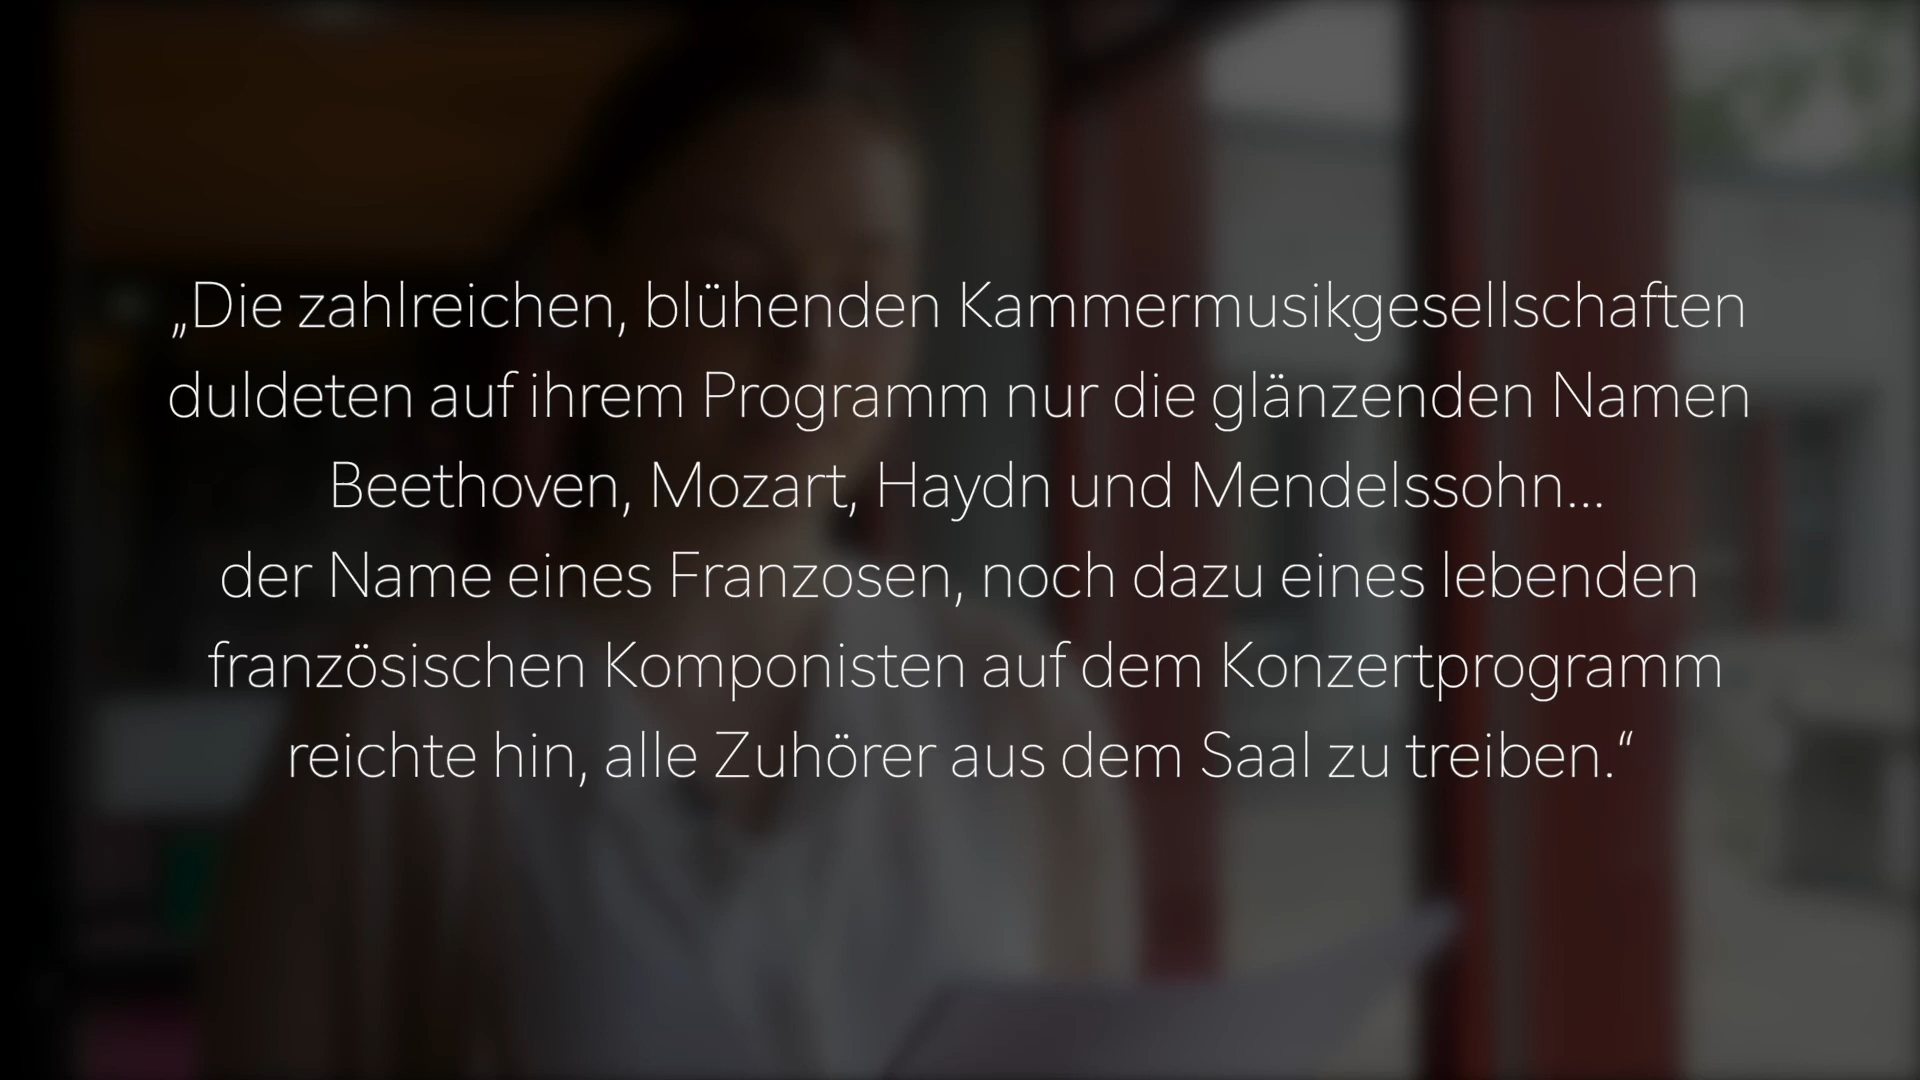 „Die zahlreichen, blühenden Kammermusikgesellschaften
duldeten auf ihrem Programm nur die glänzenden Namen
Beethoven, Mozart, Haydn und Mendelssohn...
der Name eines Franzosen, noch dazu eines lebenden
französischen Komponisten auf dem Konzertprogramm
reichte hin, alle Zuhörer aus dem Saal zu treiben.“